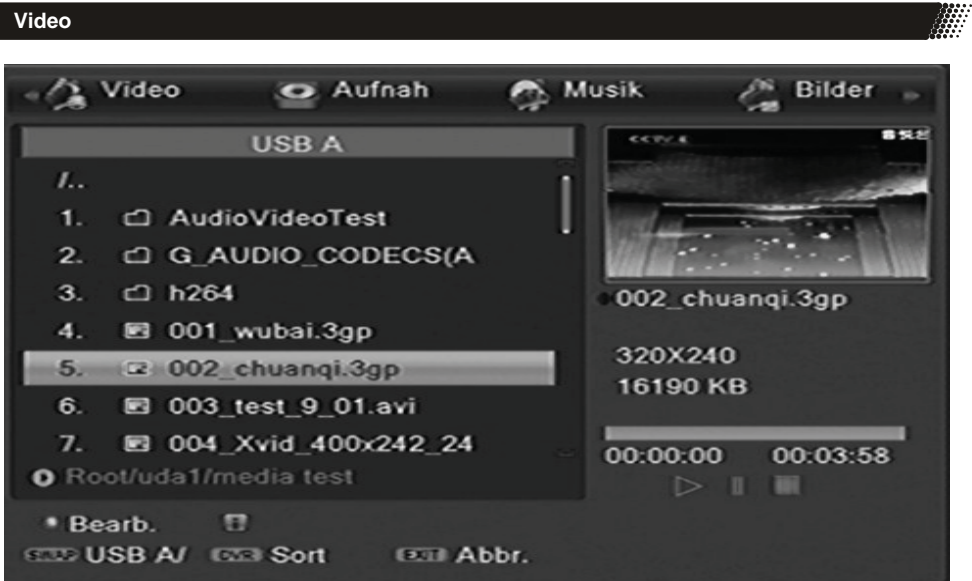 Video
Video Aufnah Musik Bilder
USB A
/..
1. AudioVideoTest
2. G_AUDIO_CODECS(A
3. h264
4. 001_wubai.3gp
5. 002_chuanqi.3gp
6. 003_test_9_01.avi
7. 004_Xvid_400x242_24
Root/uda1/media test
002_chuanqi.3gp
320X240
16190 KB
00:00:00 00:03:58
Bearb.
SWAP USB A/ Sort EXIT Abbr.